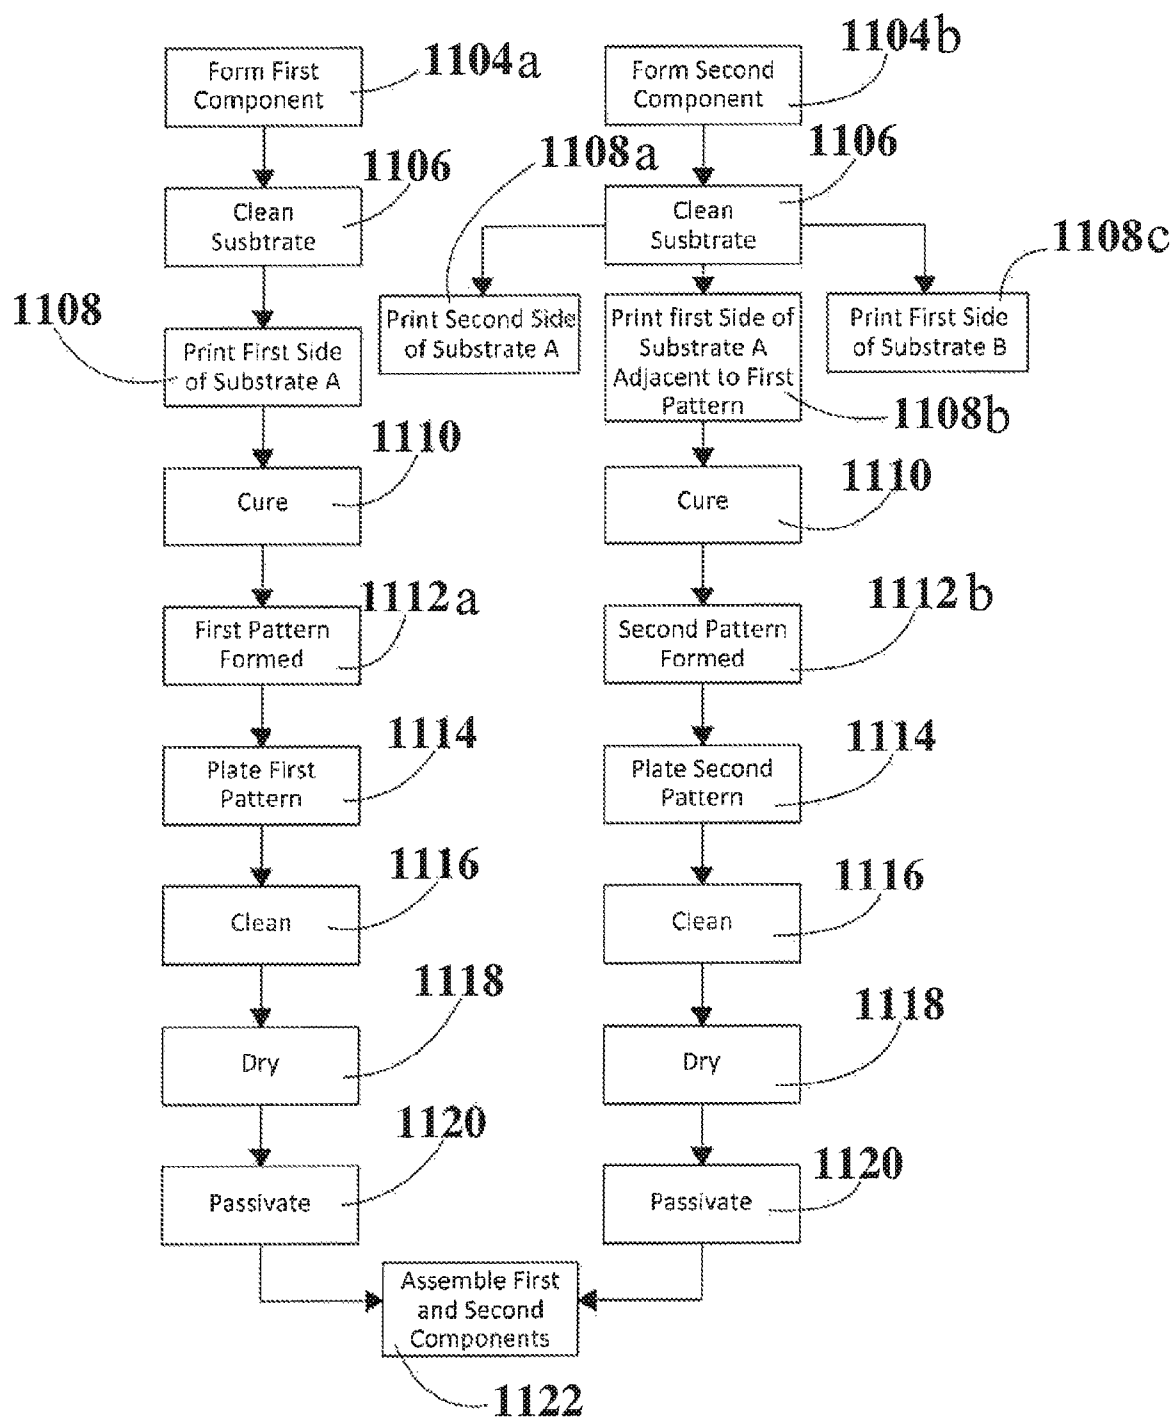 1104a
Form First
Component
1104b
Form Second
Component
1106
Clean
Susbtrate
1108a
1106
Clean
Susbtrate
1108c
1108
Print First Side
of Substrate A
Print Second Side
of Substrate A
Print first Side of
Substrate A
Adjacent to First
Pattern
Print First Side
of Substrate B
1108b
1110
Cure
1110
Cure
1112a
First Pattern
Formed
1112b
Second Pattern
Formed
1114
Plate First
Pattern
1114
Plate Second
Pattern
1116
Clean
1116
Clean
1118
Dry
1118
Dry
1120
Passivate
1120
Passivate
Assemble First
and Second
Components
1122